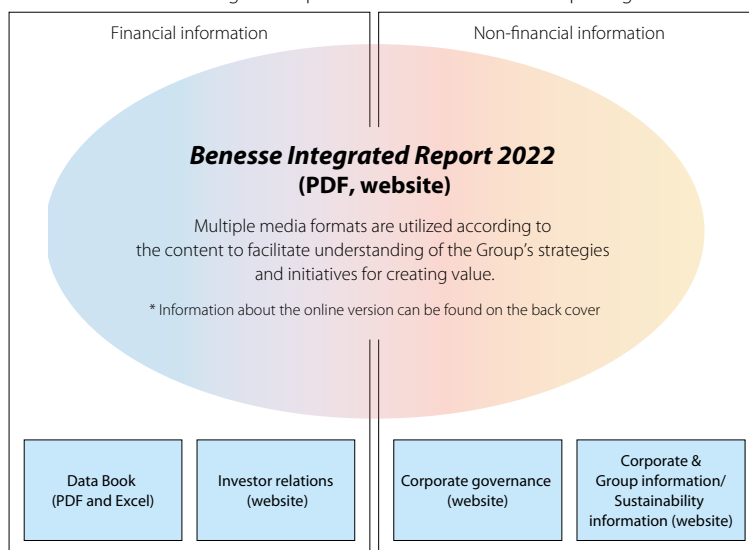 Financial information
Non-financial information
Benesse Integrated Report 2022
(PDF, website)
Multiple media formats are utilized according to
the content to facilitate understanding of the Group's strategies
and initiatives for creating value.
* Information about the online version can be found on the back cover
Data Book
(PDF and Excel)
Investor relations
(website)
Corporate governance
(website)
Corporate &
Group information/
Sustainability
information (website)